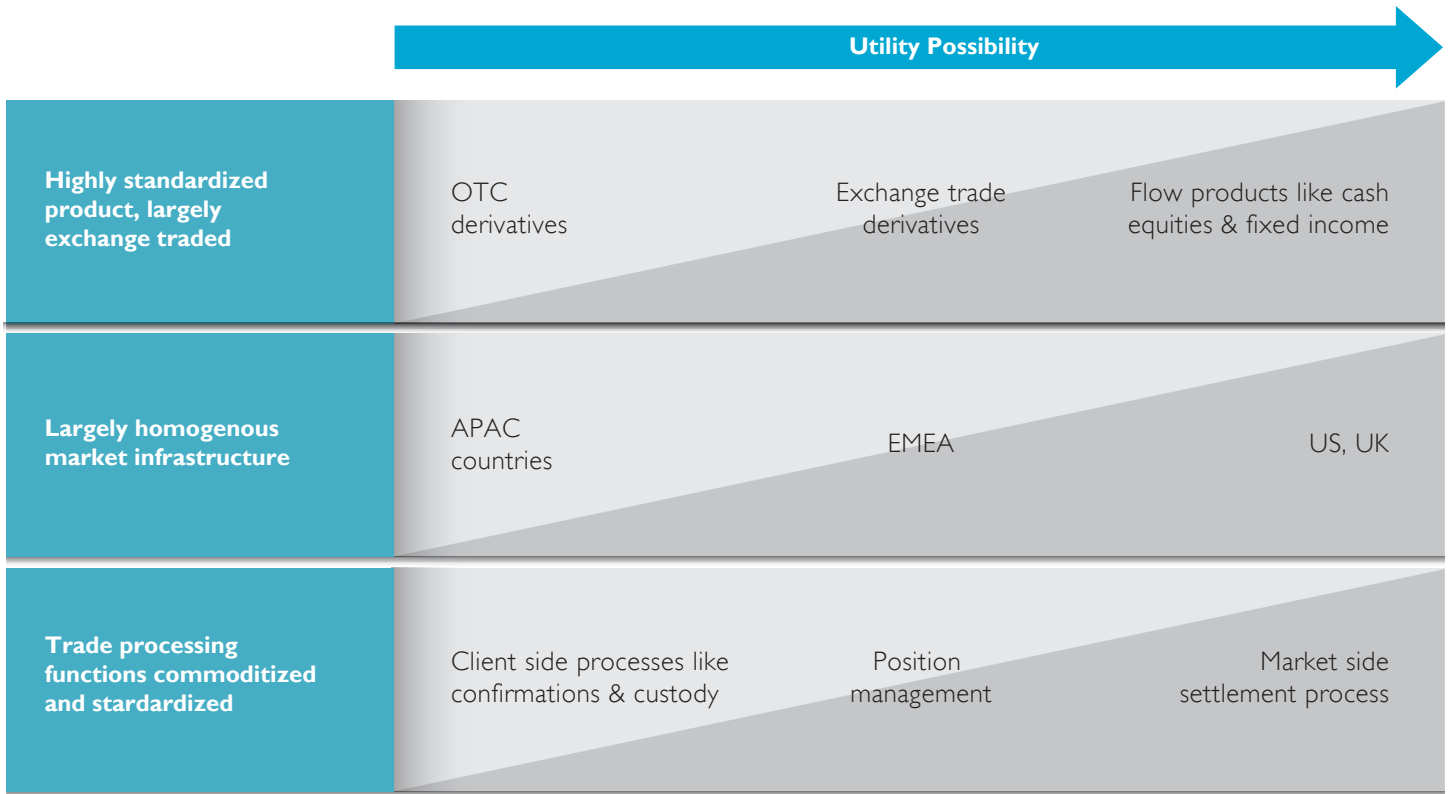 Utility Possibility
Highly standardized
product, largely
exchange traded
OTC
derivatives
Exchange trade
derivatives
Flow products like cash
equities & fixed income
Largely homogenous
market infrastructure
APAC
countries
EMEA
US, UK
Trade processing
functions commoditized
and stardardized
Client side processes like
confirmations & custody
Position
management
Market side
settlement process